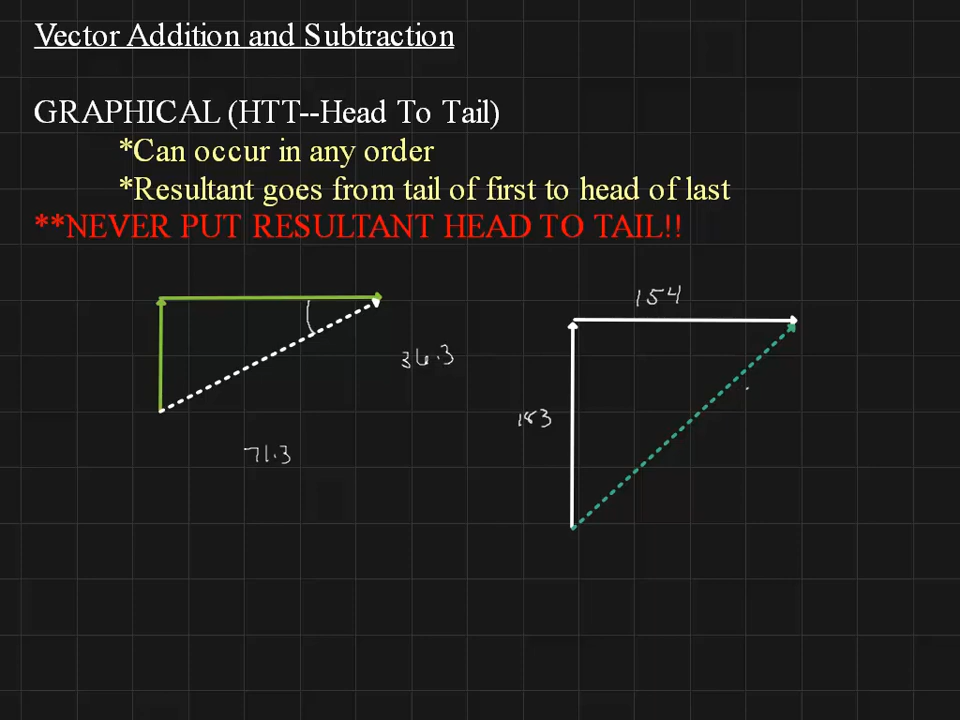 Vector Addition and Subtraction
GRAPHICAL (HTT--Head To Tail)
*Can occur in any order
*Resultant goes from tail of first to head of last
**NEVER PUT RESULTANT HEAD TO TAIL!!
154
36.3
183
71.3